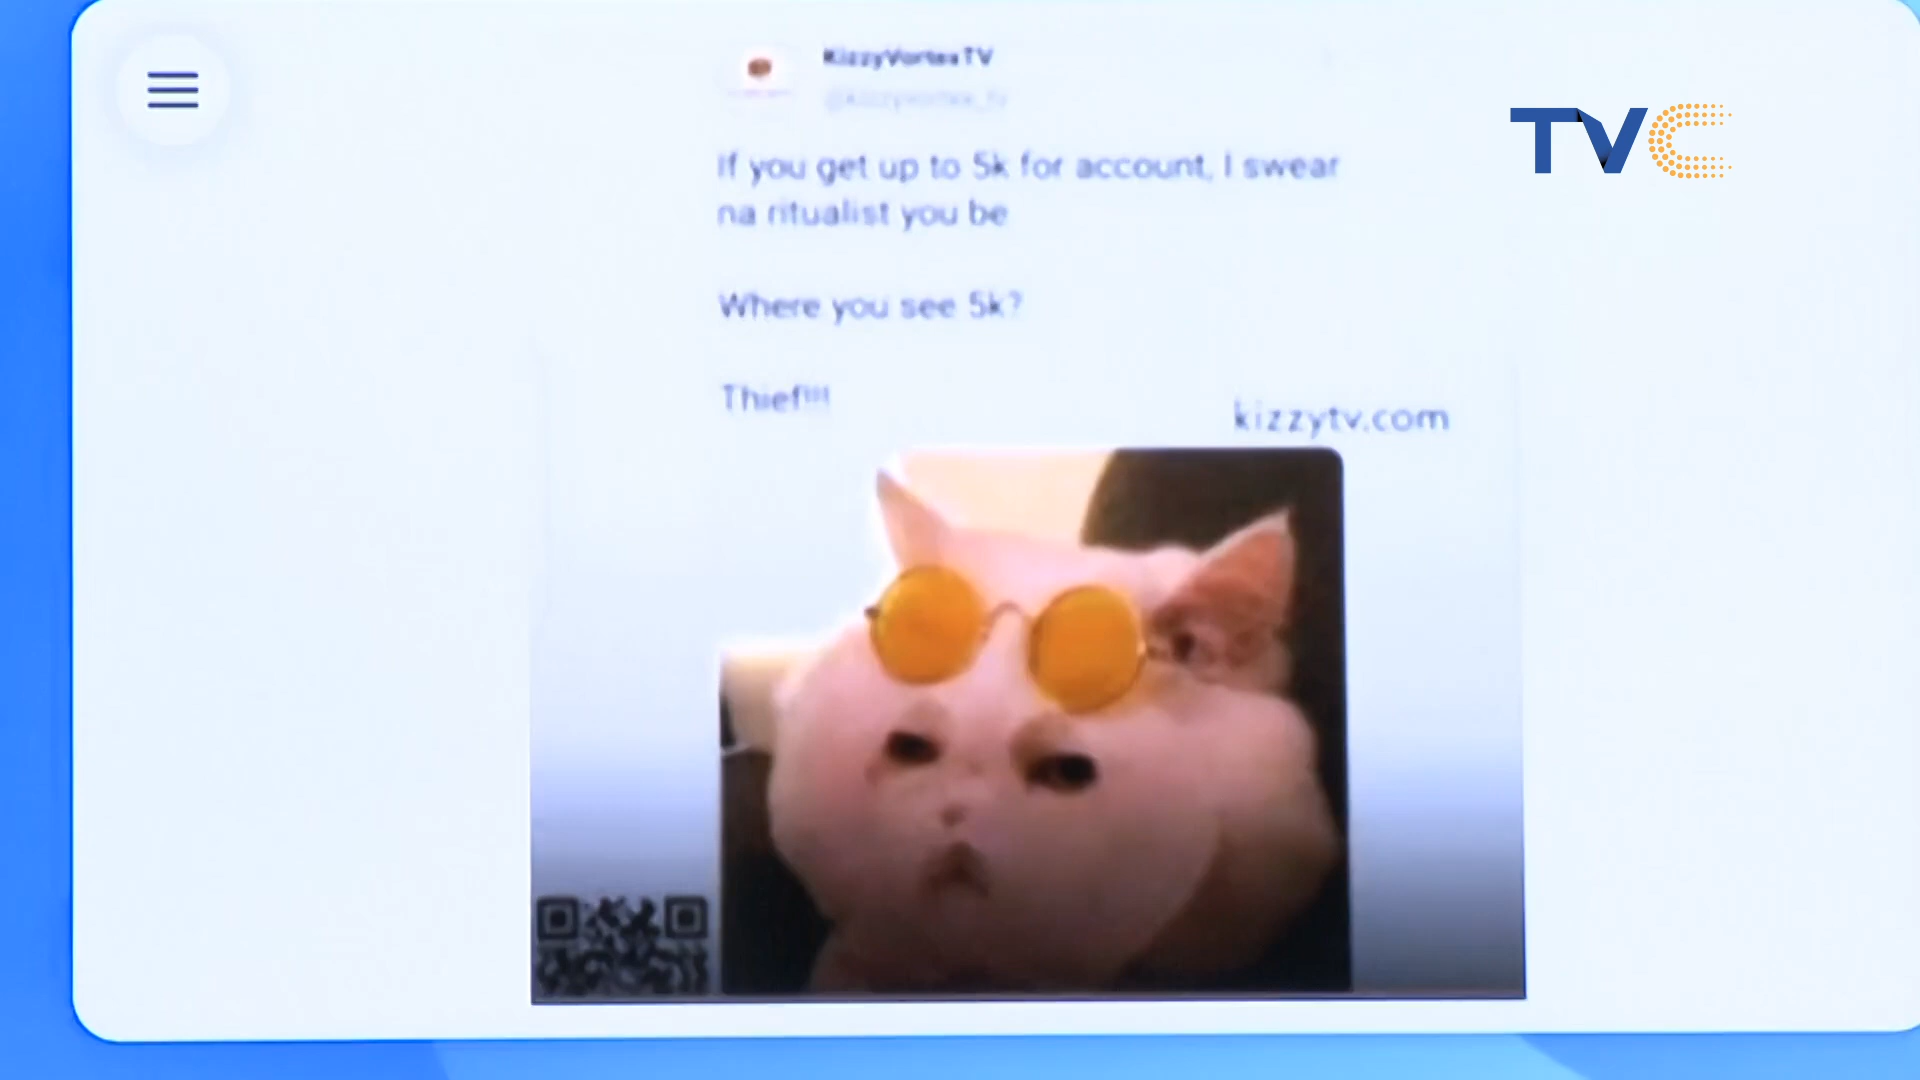 KizzyVortexTV
@kizzyvortex_tv
TVC
If you get up to 5k for account, I swear
na ritualist you be
Where you see 5k?
Thief!!!
kizzytv.com